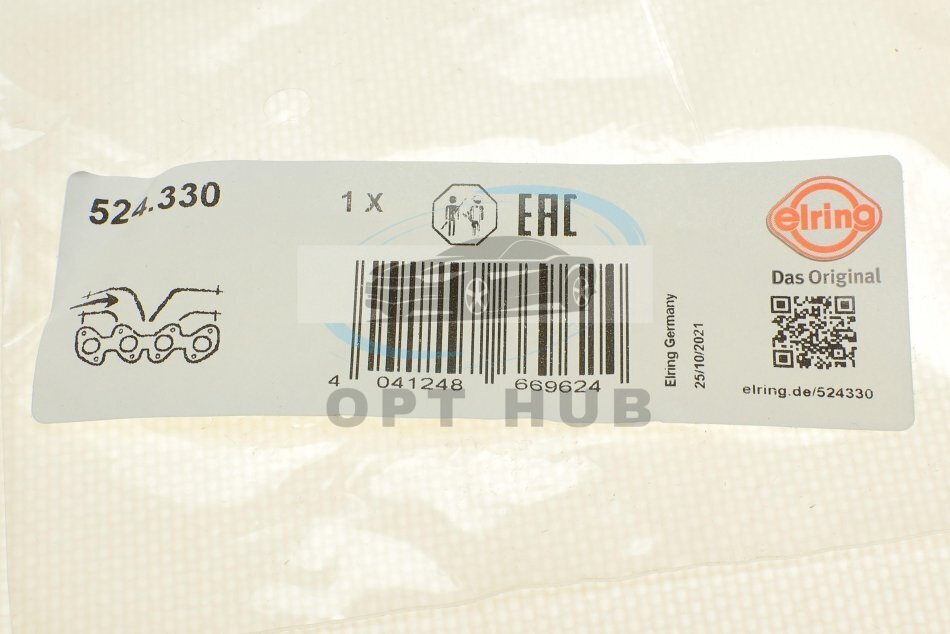 524.330
1 X
EAC
elring
Das Original
4 041248 669624
Elring Germany
25/10/2021
elring.de/524330
OPT HUB